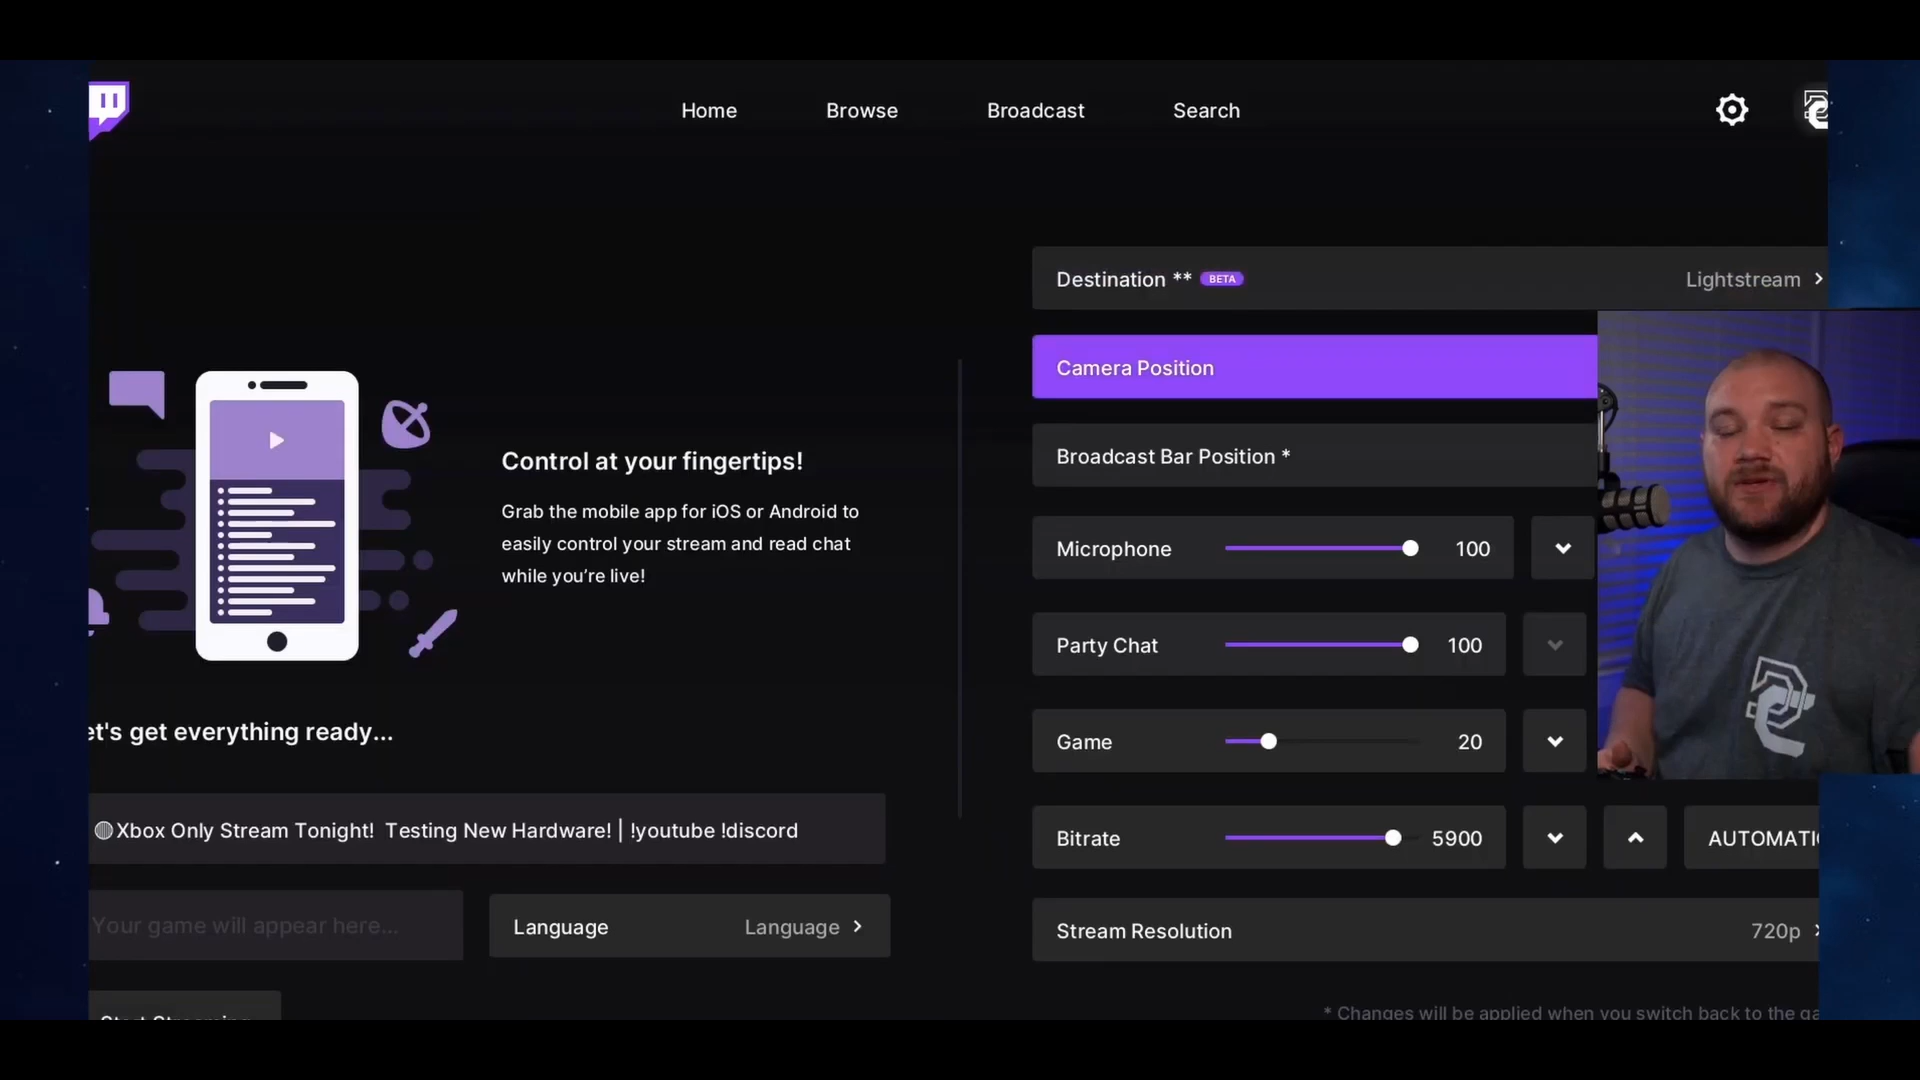 Home Browse Broadcast Search
Destination ** BETA Lightstream
Camera Position
Broadcast Bar Position *
Control at your fingertips!
Grab the mobile app for iOS or Android to
easily control your stream and read chat
while you're live!
Microphone 100
Party Chat 100
et's get everything ready...
Game 20
Xbox Only Stream Tonight! Testing New Hardware! | !youtube !discord
Bitrate 5900 AUTOMATIC
Your game will appear here...
Language Language
Stream Resolution 720p
Start Streaming
* Changes will be applied when you switch back to the ga